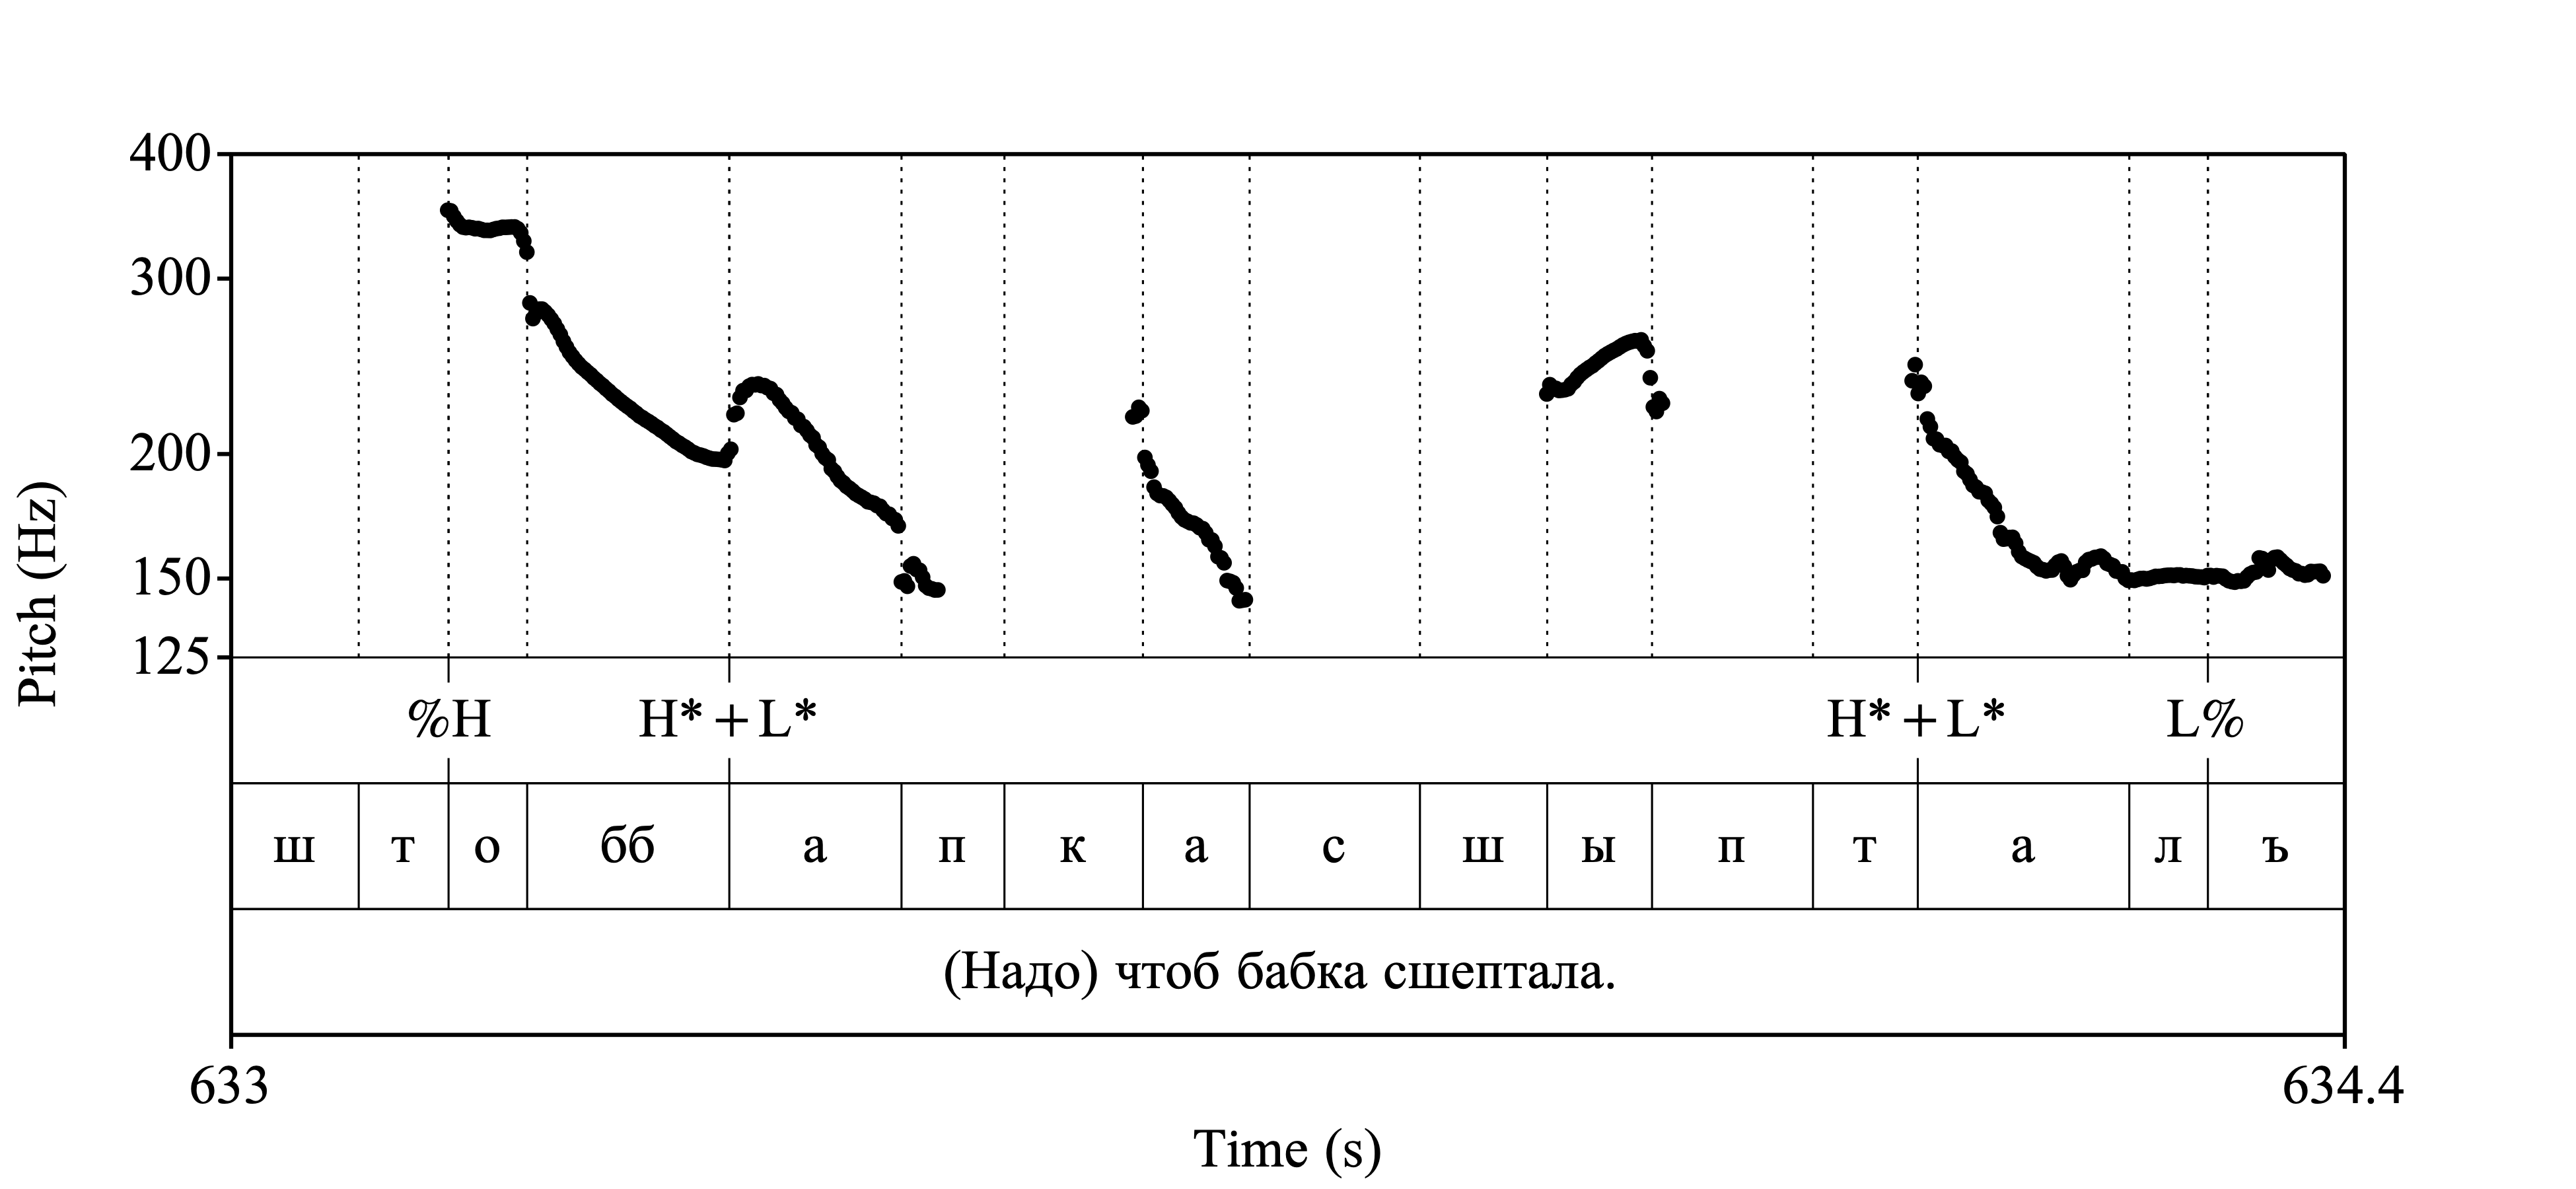 400
300
200
150
125
Pitch (Hz)
%H H*+L* H*+L* L%
ш т о бб а п к а с ш ы п т а л ъ
(Надо) чтоб бабка сшептала.
633 634.4
Time (s)